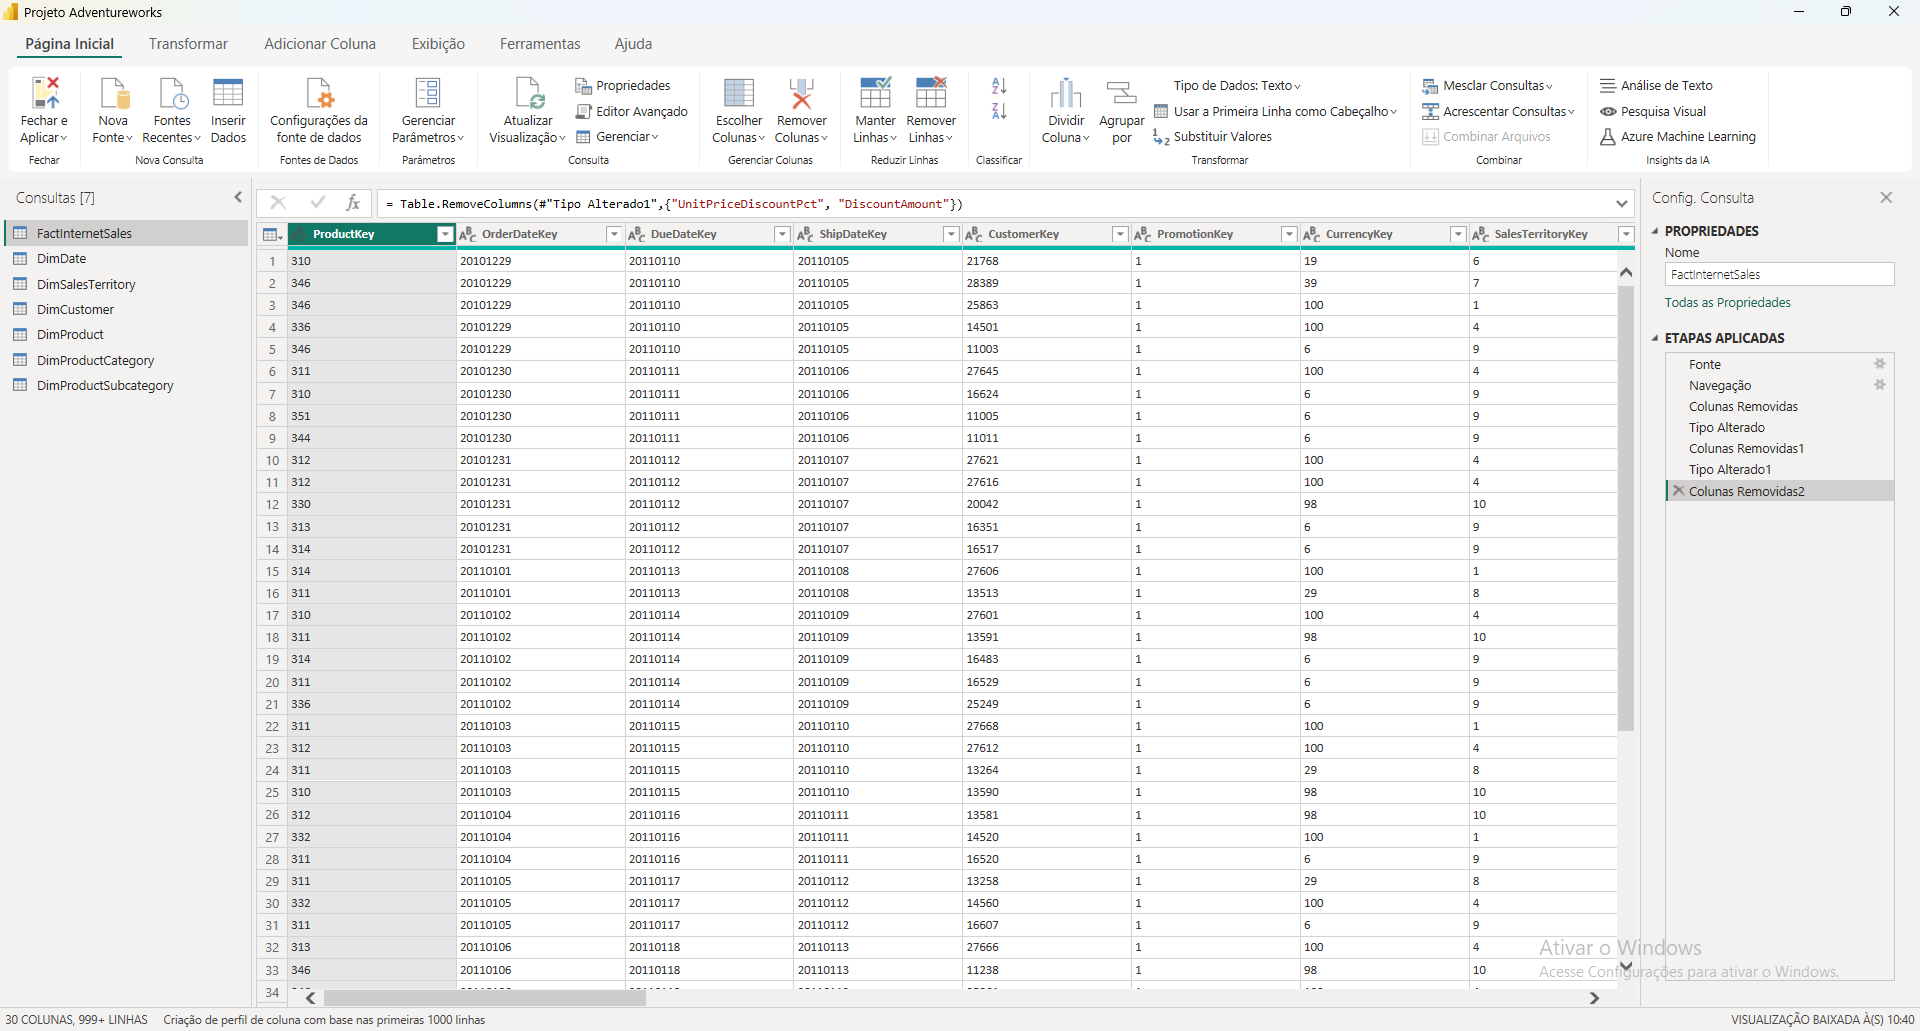 Projeto Adventureworks
Página Inicial Transformar Adicionar Coluna Exibição Ferramentas Ajuda
Fechar e Aplicar
Fechar
Nova Fonte
Fontes Recentes
Inserir Dados
Nova Consulta
Configurações da fonte de dados
Fontes de Dados
Gerenciar Parâmetros
Parâmetros
Atualizar Visualização
Propriedades
Editor Avançado
Gerenciar
Consulta
Escolher Colunas
Remover Colunas
Gerenciar Colunas
Manter Linhas
Remover Linhas
Reduzir Linhas
Classificar
Dividir Coluna
Agrupar por
Tipo de Dados: Texto
Usar a Primeira Linha como Cabeçalho
Substituir Valores
Transformar
Mesclar Consultas
Acrescentar Consultas
Combinar Arquivos
Combinar
Análise de Texto
Pesquisa Visual
Azure Machine Learning
Insights da IA
Consultas [7]
FactInternetSales
DimDate
DimSalesTerritory
DimCustomer
DimProduct
DimProductCategory
DimProductSubcategory
fx = Table.RemoveColumns(#"Tipo Alterado1",{"UnitPriceDiscountPct", "DiscountAmount"})
ProductKey OrderDateKey DueDateKey ShipDateKey CustomerKey PromotionKey CurrencyKey SalesTerritoryKey
1 310 20101229 20110110 20110105 21768 1 19 6
2 346 20101229 20110110 20110105 28389 1 39 7
3 346 20101229 20110110 20110105 25863 1 100 1
4 336 20101229 20110110 20110105 14501 1 100 4
5 346 20101229 20110110 20110105 11003 1 6 9
6 311 20101230 20110111 20110106 27645 1 100 4
7 310 20101230 20110111 20110106 16624 1 6 9
8 351 20101230 20110111 20110106 11005 1 6 9
9 344 20101230 20110111 20110106 11011 1 6 9
10 312 20101231 20110112 20110107 27621 1 100 4
11 312 20101231 20110112 20110107 27616 1 100 4
12 330 20101231 20110112 20110107 20042 1 98 10
13 313 20101231 20110112 20110107 16351 1 6 9
14 314 20101231 20110112 20110107 16517 1 6 9
15 314 20110101 20110113 20110108 27606 1 100 1
16 311 20110101 20110113 20110108 13513 1 29 8
17 310 20110102 20110114 20110109 27601 1 100 4
18 311 20110102 20110114 20110109 13591 1 98 10
19 314 20110102 20110114 20110109 16483 1 6 9
20 311 20110102 20110114 20110109 16529 1 6 9
21 336 20110102 20110114 20110109 25249 1 6 9
22 311 20110103 20110115 20110110 27668 1 100 1
23 312 20110103 20110115 20110110 27612 1 100 4
24 311 20110103 20110115 20110110 13264 1 29 8
25 310 20110103 20110115 20110110 13590 1 98 10
26 312 20110104 20110116 20110111 13581 1 98 10
27 332 20110104 20110116 20110111 14520 1 100 1
28 311 20110104 20110116 20110111 16520 1 6 9
29 311 20110105 20110117 20110112 13258 1 29 8
30 332 20110105 20110117 20110112 14560 1 100 4
31 311 20110105 20110117 20110112 16607 1 6 9
32 313 20110106 20110118 20110113 27666 1 100 4
33 346 20110106 20110118 20110113 11238 1 98 10
34
Config. Consulta
PROPRIEDADES
Nome
FactInternetSales
Todas as Propriedades
ETAPAS APLICADAS
Fonte
Navegação
Colunas Removidas
Tipo Alterado
Colunas Removidas1
Tipo Alterado1
Colunas Removidas2
Ativar o Windows
Acesse Configurações para ativar o Windows.
30 COLUNAS, 999+ LINHAS Criação de perfil de coluna com base nas primeiras 1000 linhas
VISUALIZAÇÃO BAIXADA À(S) 10:40